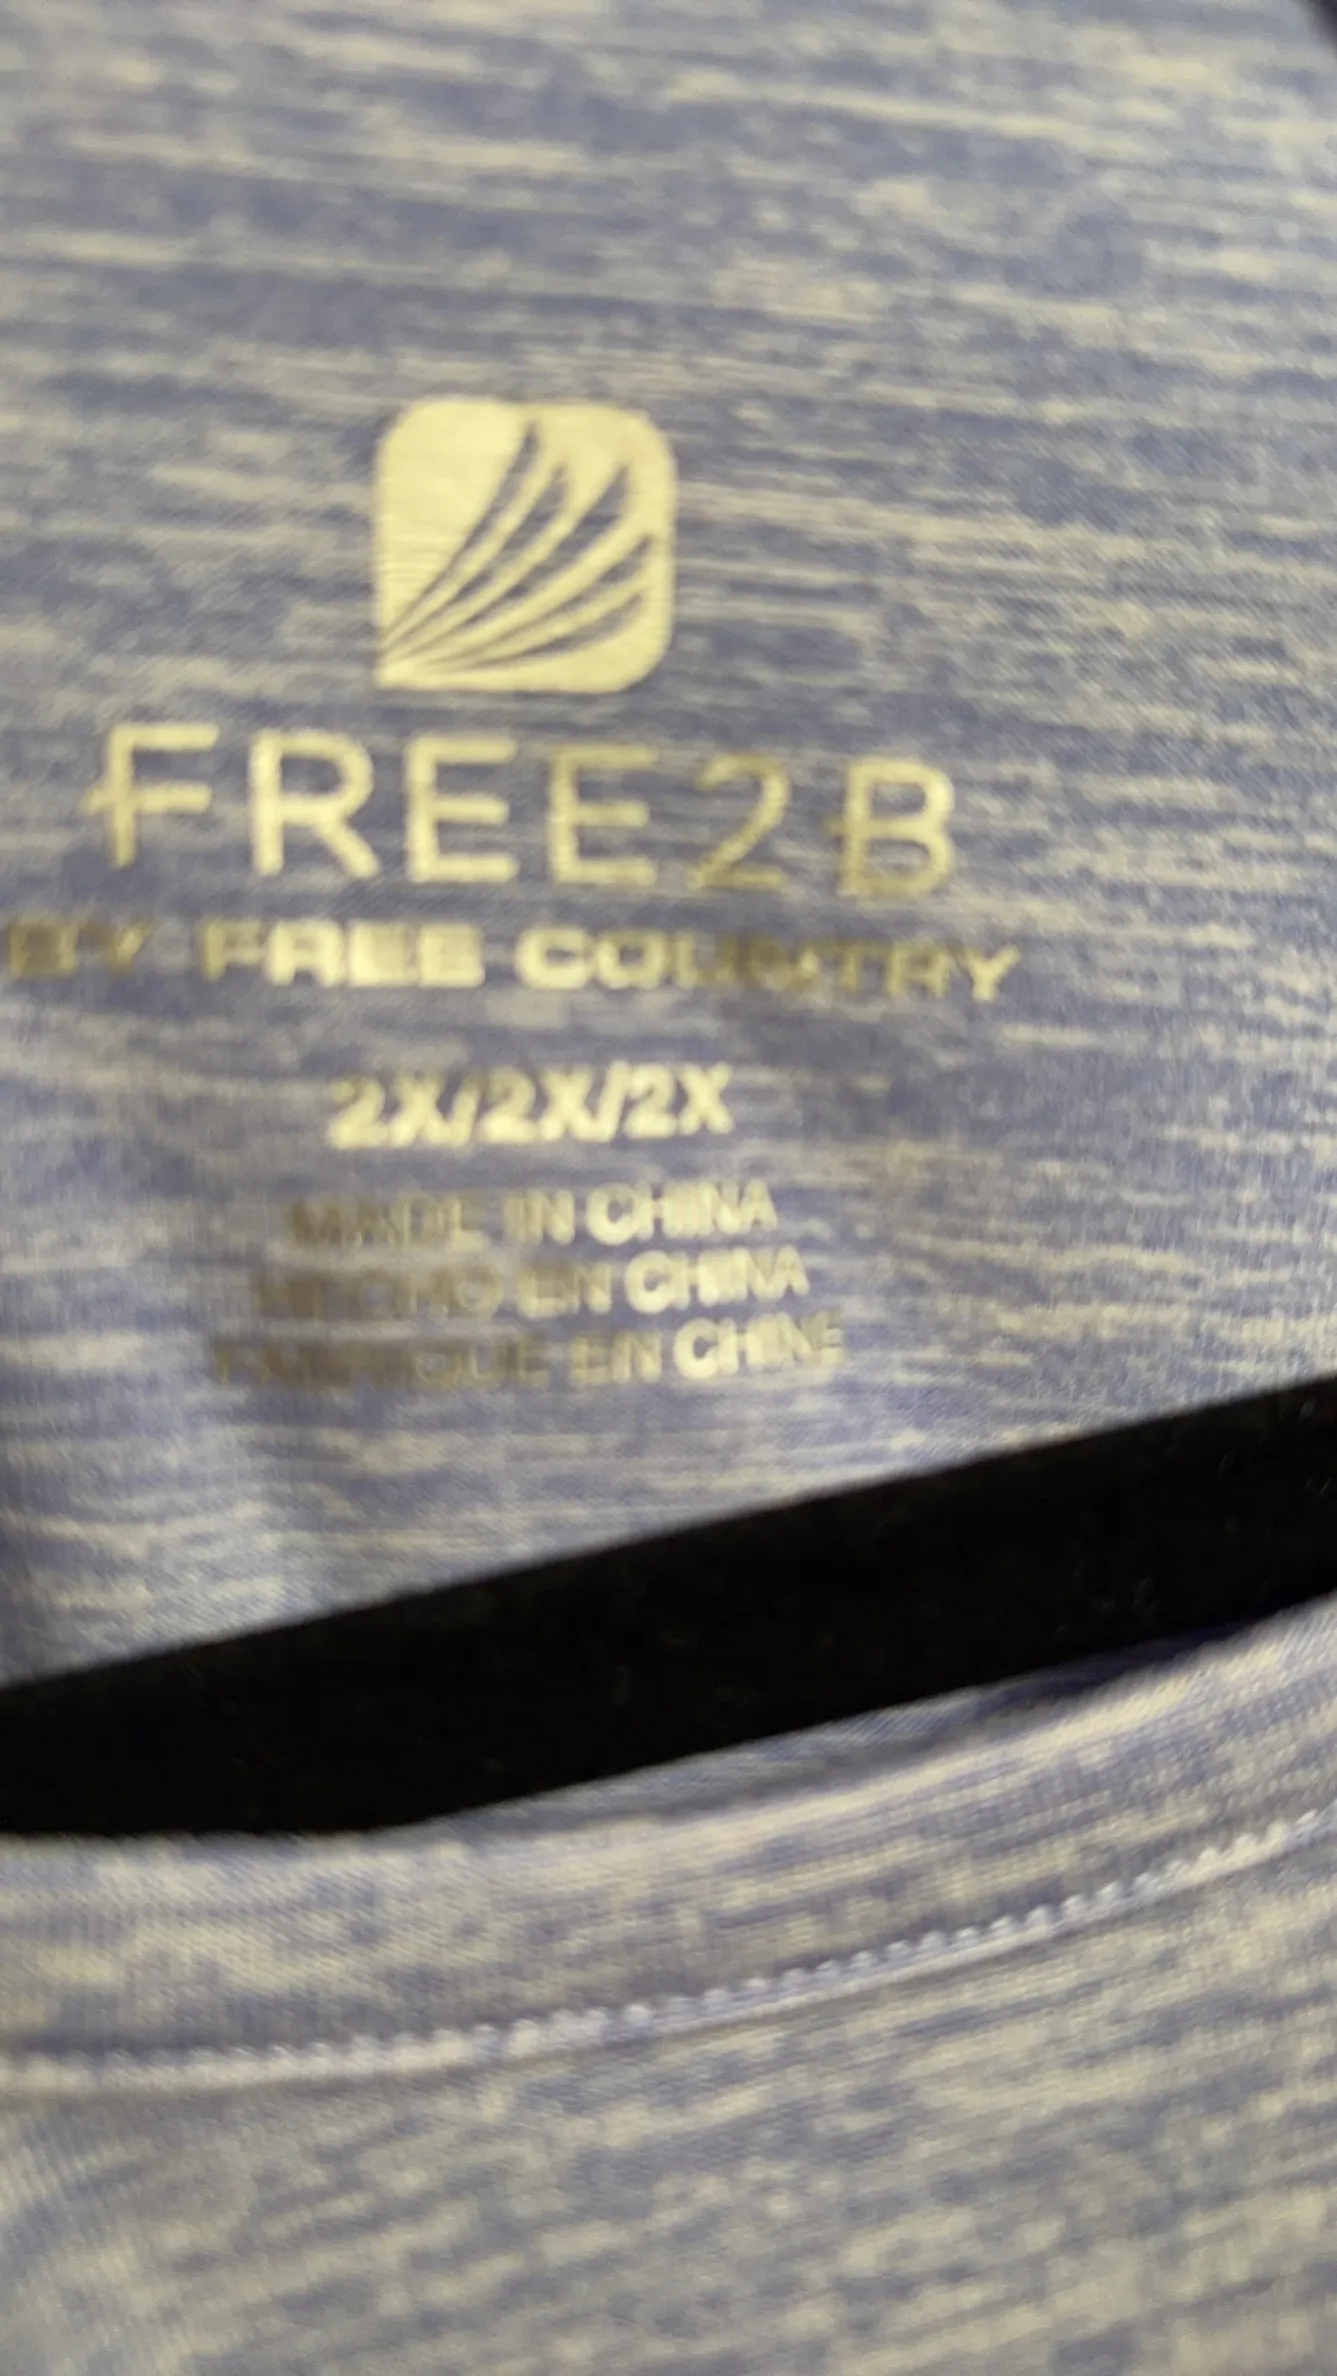 FREE2B
BY FREE COUNTRY
2X/2X/2X
MADE IN CHINA
HECHO EN CHINA
FABRIQUE EN CHINE